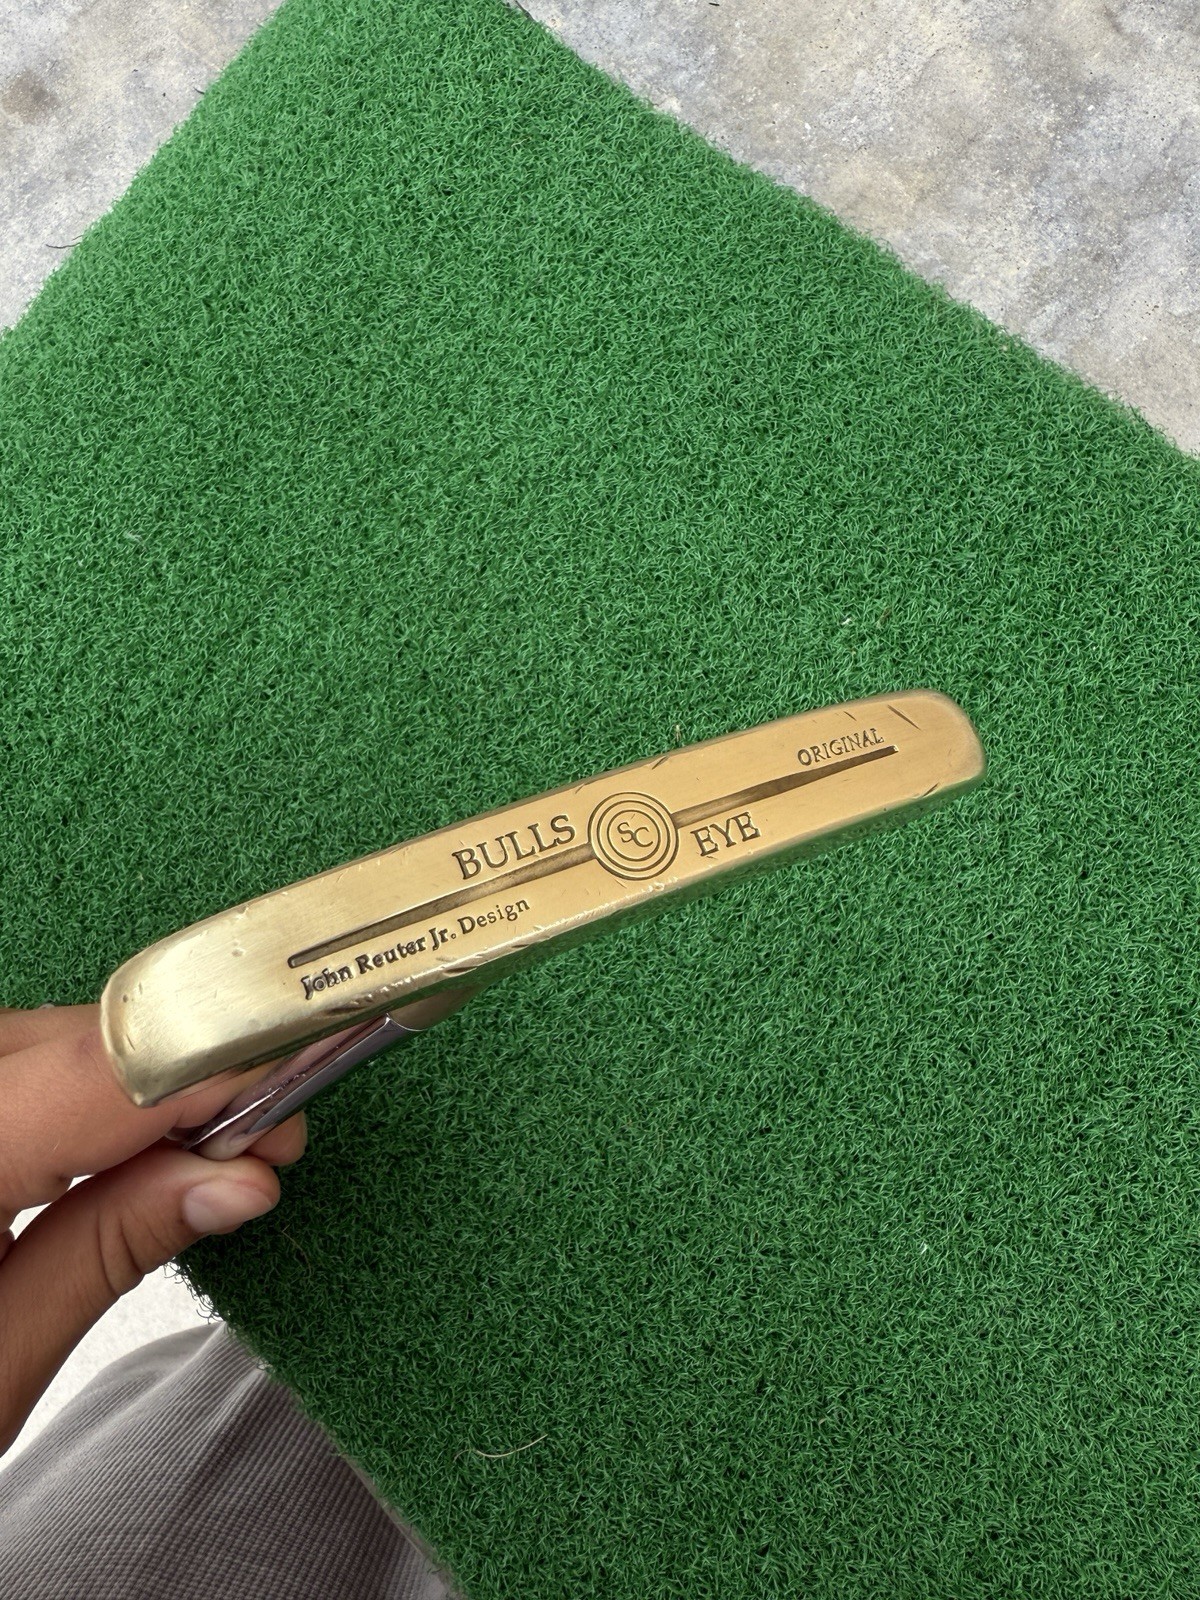 ORIGINAL
BULLS SC EYE
John Reuter Jr. Design